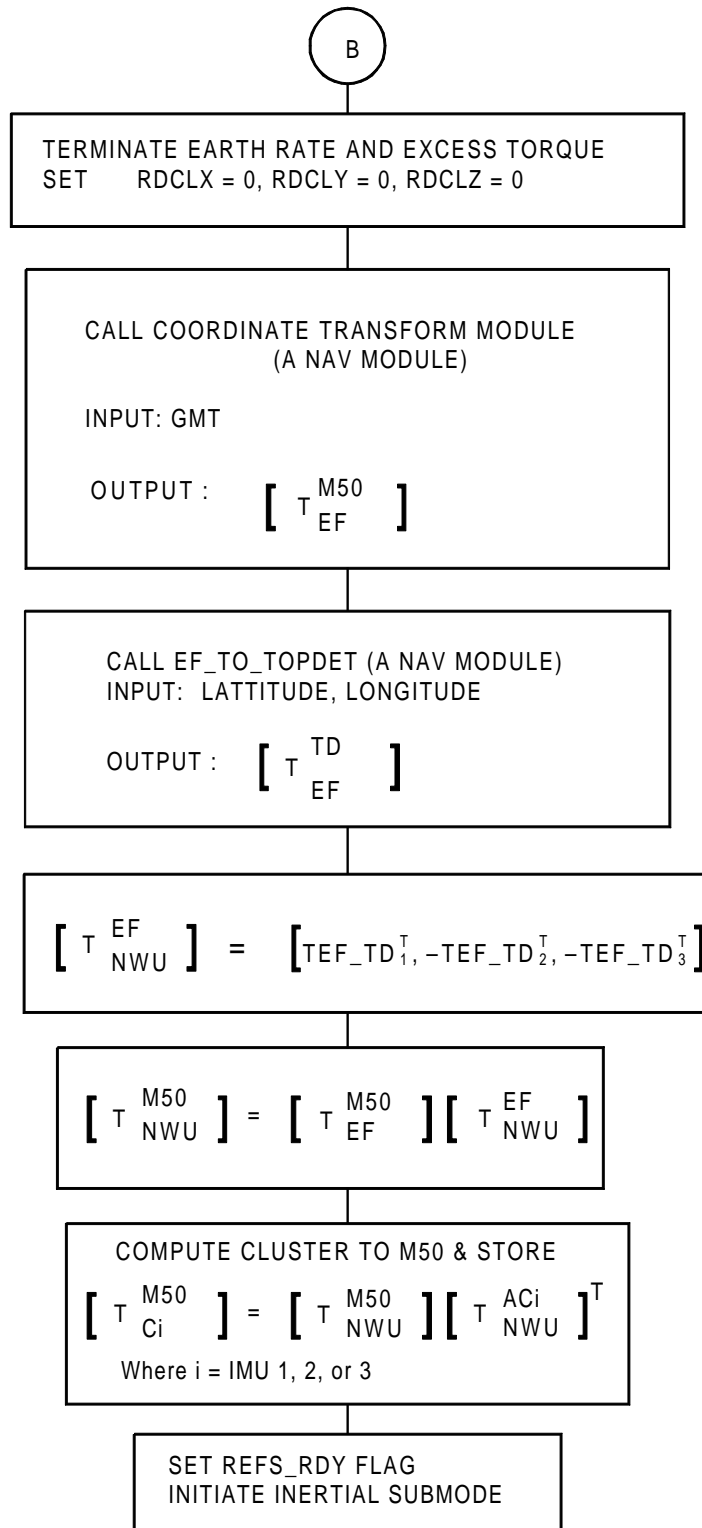 B
TERMINATE EARTH RATE AND EXCESS TORQUE
SET RDCLX = 0, RDCLY = 0, RDCLZ = 0
CALL COORDINATE TRANSFORM MODULE
(A NAV MODULE)
INPUT: GMT
OUTPUT : [ T M50 EF ]
CALL EF_TO_TOPDET (A NAV MODULE)
INPUT: LATTITUDE, LONGITUDE
OUTPUT : [ T TD EF ]
[ T EF NWU ] = [TEF_TD T 1, –TEF_TD T 2, –TEF_TD T 3]
[ T M50 NWU ] = [ T M50 EF ] [ T EF NWU ]
COMPUTE CLUSTER TO M50 & STORE
[ T M50 Ci ] = [ T M50 NWU ] [ T ACi NWU ] T
Where i = IMU 1, 2, or 3
SET REFS_RDY FLAG
INITIATE INERTIAL SUBMODE